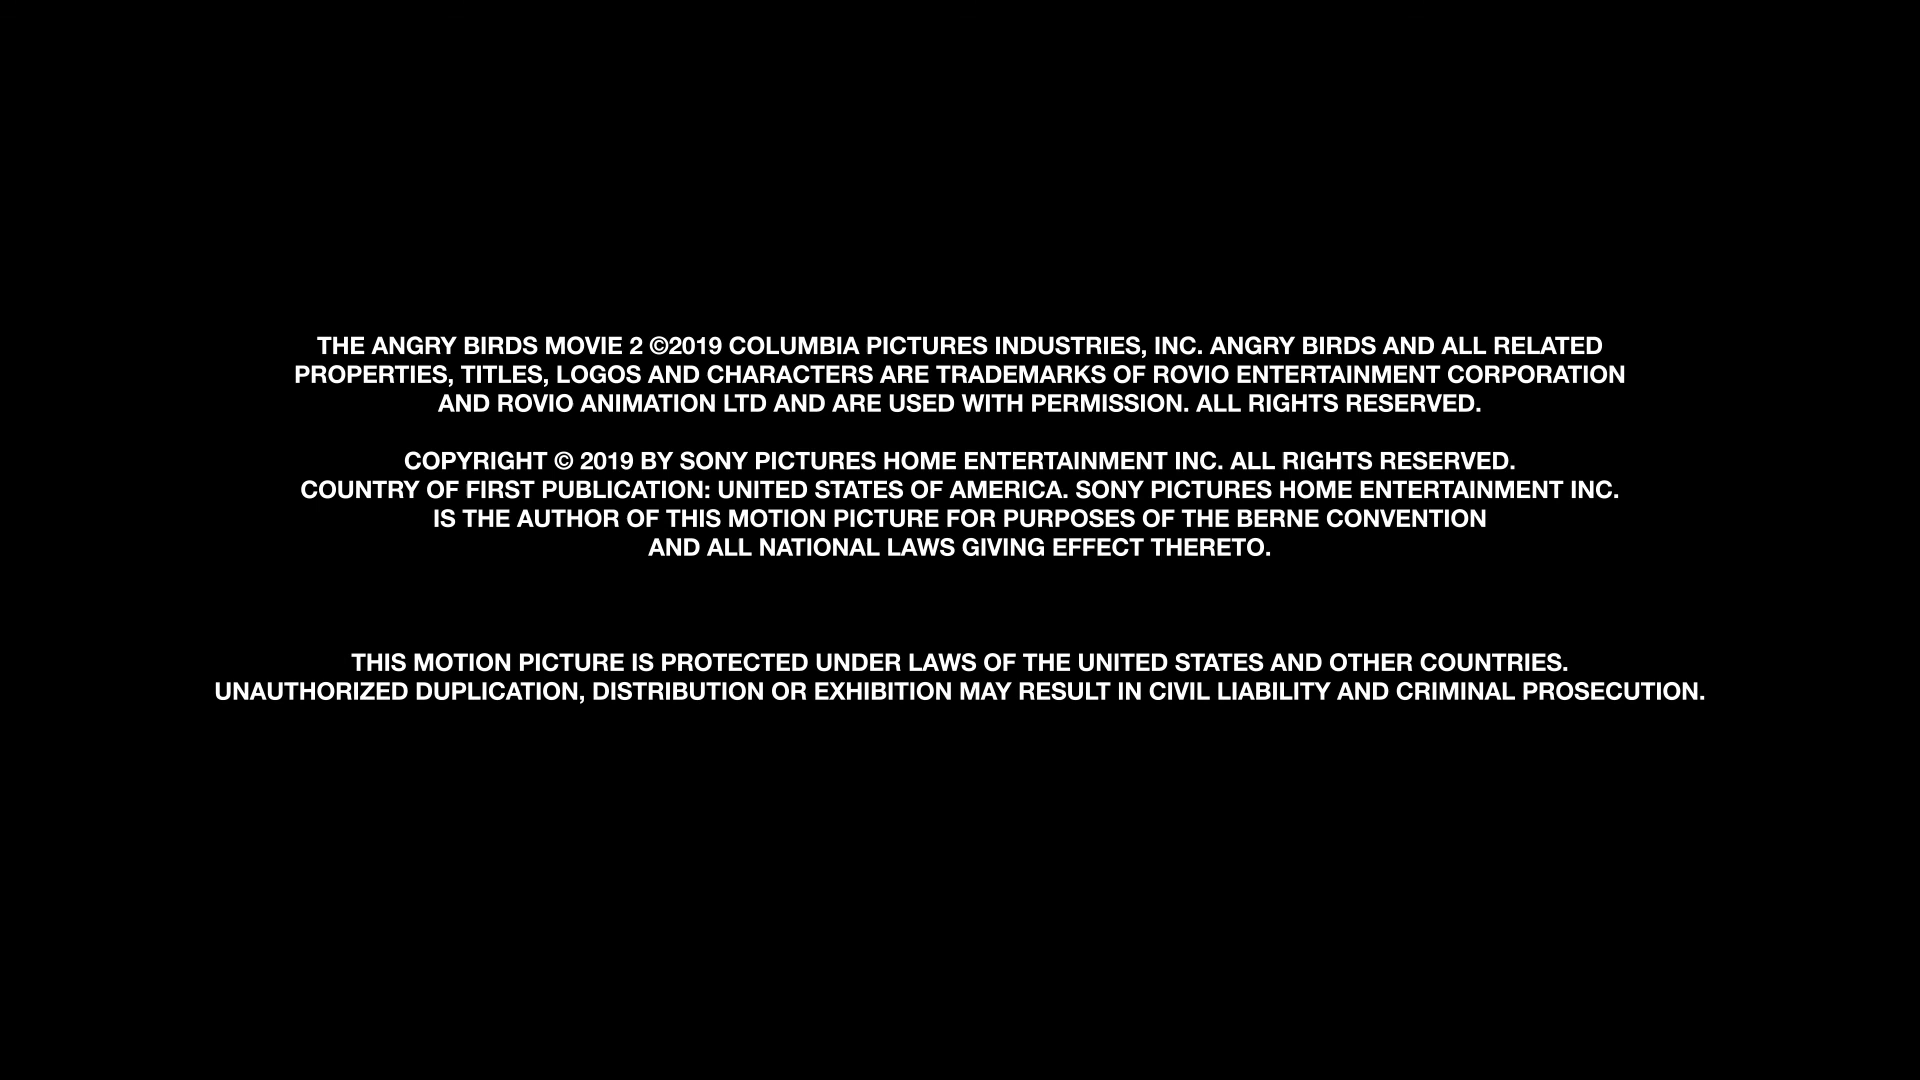 THE ANGRY BIRDS MOVIE 2 ©2019 COLUMBIA PICTURES INDUSTRIES, INC. ANGRY BIRDS AND ALL RELATED
PROPERTIES, TITLES, LOGOS AND CHARACTERS ARE TRADEMARKS OF ROVIO ENTERTAINMENT CORPORATION
AND ROVIO ANIMATION LTD AND ARE USED WITH PERMISSION. ALL RIGHTS RESERVED.
COPYRIGHT © 2019 BY SONY PICTURES HOME ENTERTAINMENT INC. ALL RIGHTS RESERVED.
COUNTRY OF FIRST PUBLICATION: UNITED STATES OF AMERICA. SONY PICTURES HOME ENTERTAINMENT INC.
IS THE AUTHOR OF THIS MOTION PICTURE FOR PURPOSES OF THE BERNE CONVENTION
AND ALL NATIONAL LAWS GIVING EFFECT THERETO.
THIS MOTION PICTURE IS PROTECTED UNDER LAWS OF THE UNITED STATES AND OTHER COUNTRIES.
UNAUTHORIZED DUPLICATION, DISTRIBUTION OR EXHIBITION MAY RESULT IN CIVIL LIABILITY AND CRIMINAL PROSECUTION.